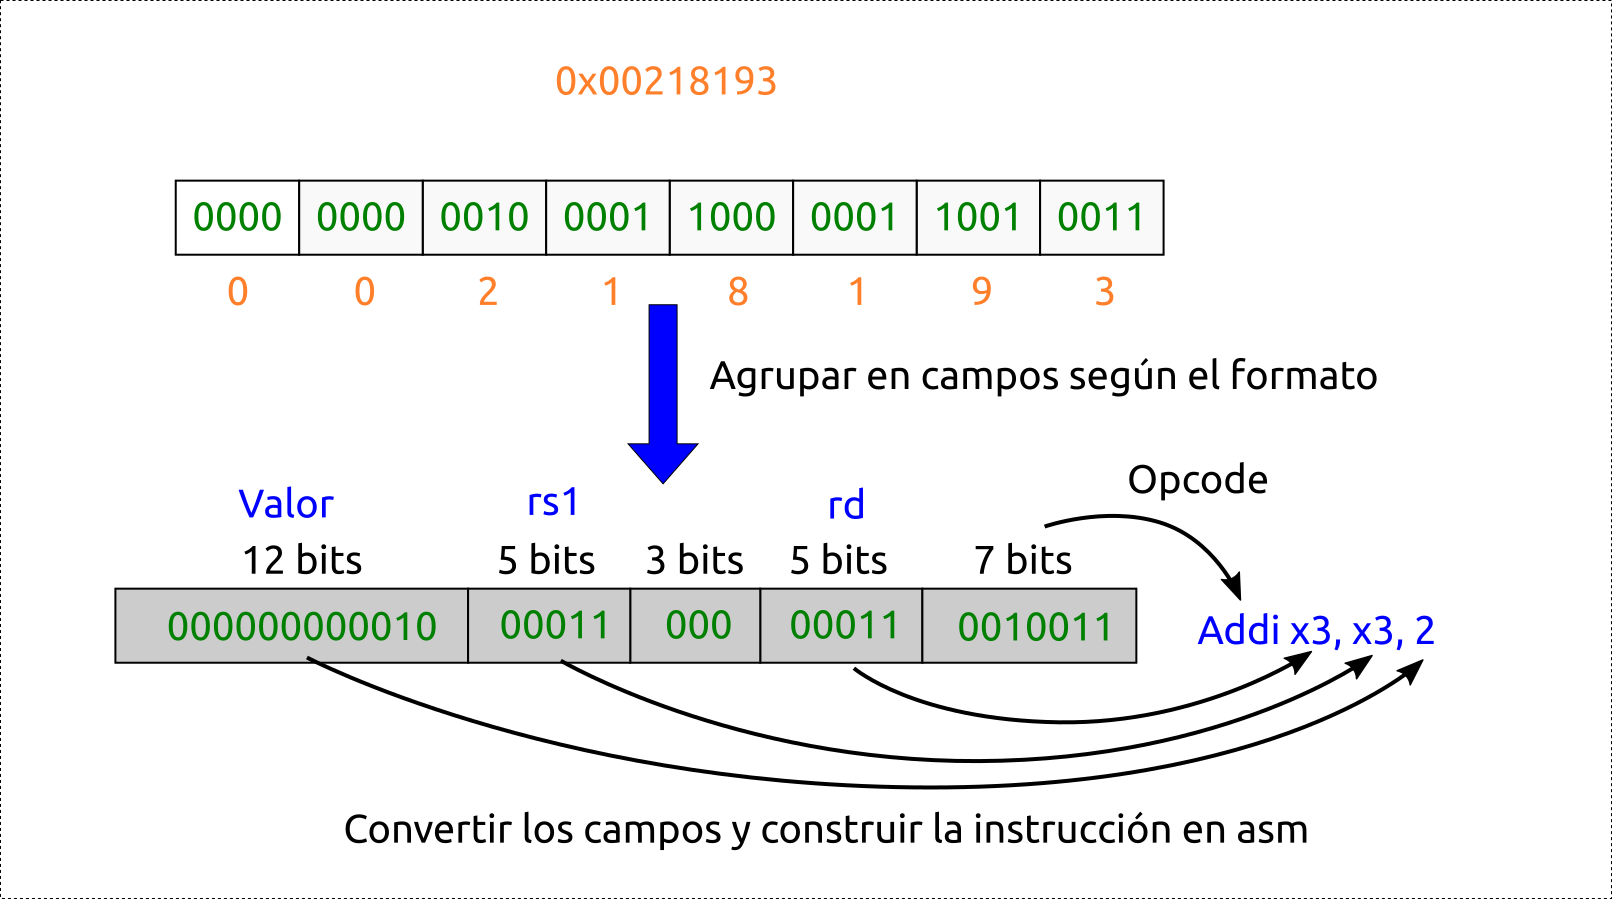 0x00218193
0000 0000 0010 0001 1000 0001 1001 0011
0 0 2 1 8 1 9 3
Agrupar en campos según el formato
Opcode
Valor rs1 rd
12 bits 5 bits 3 bits 5 bits 7 bits
000000000010 00011 000 00011 0010011
Addi x3, x3, 2
Convertir los campos y construir la instrucción en asm